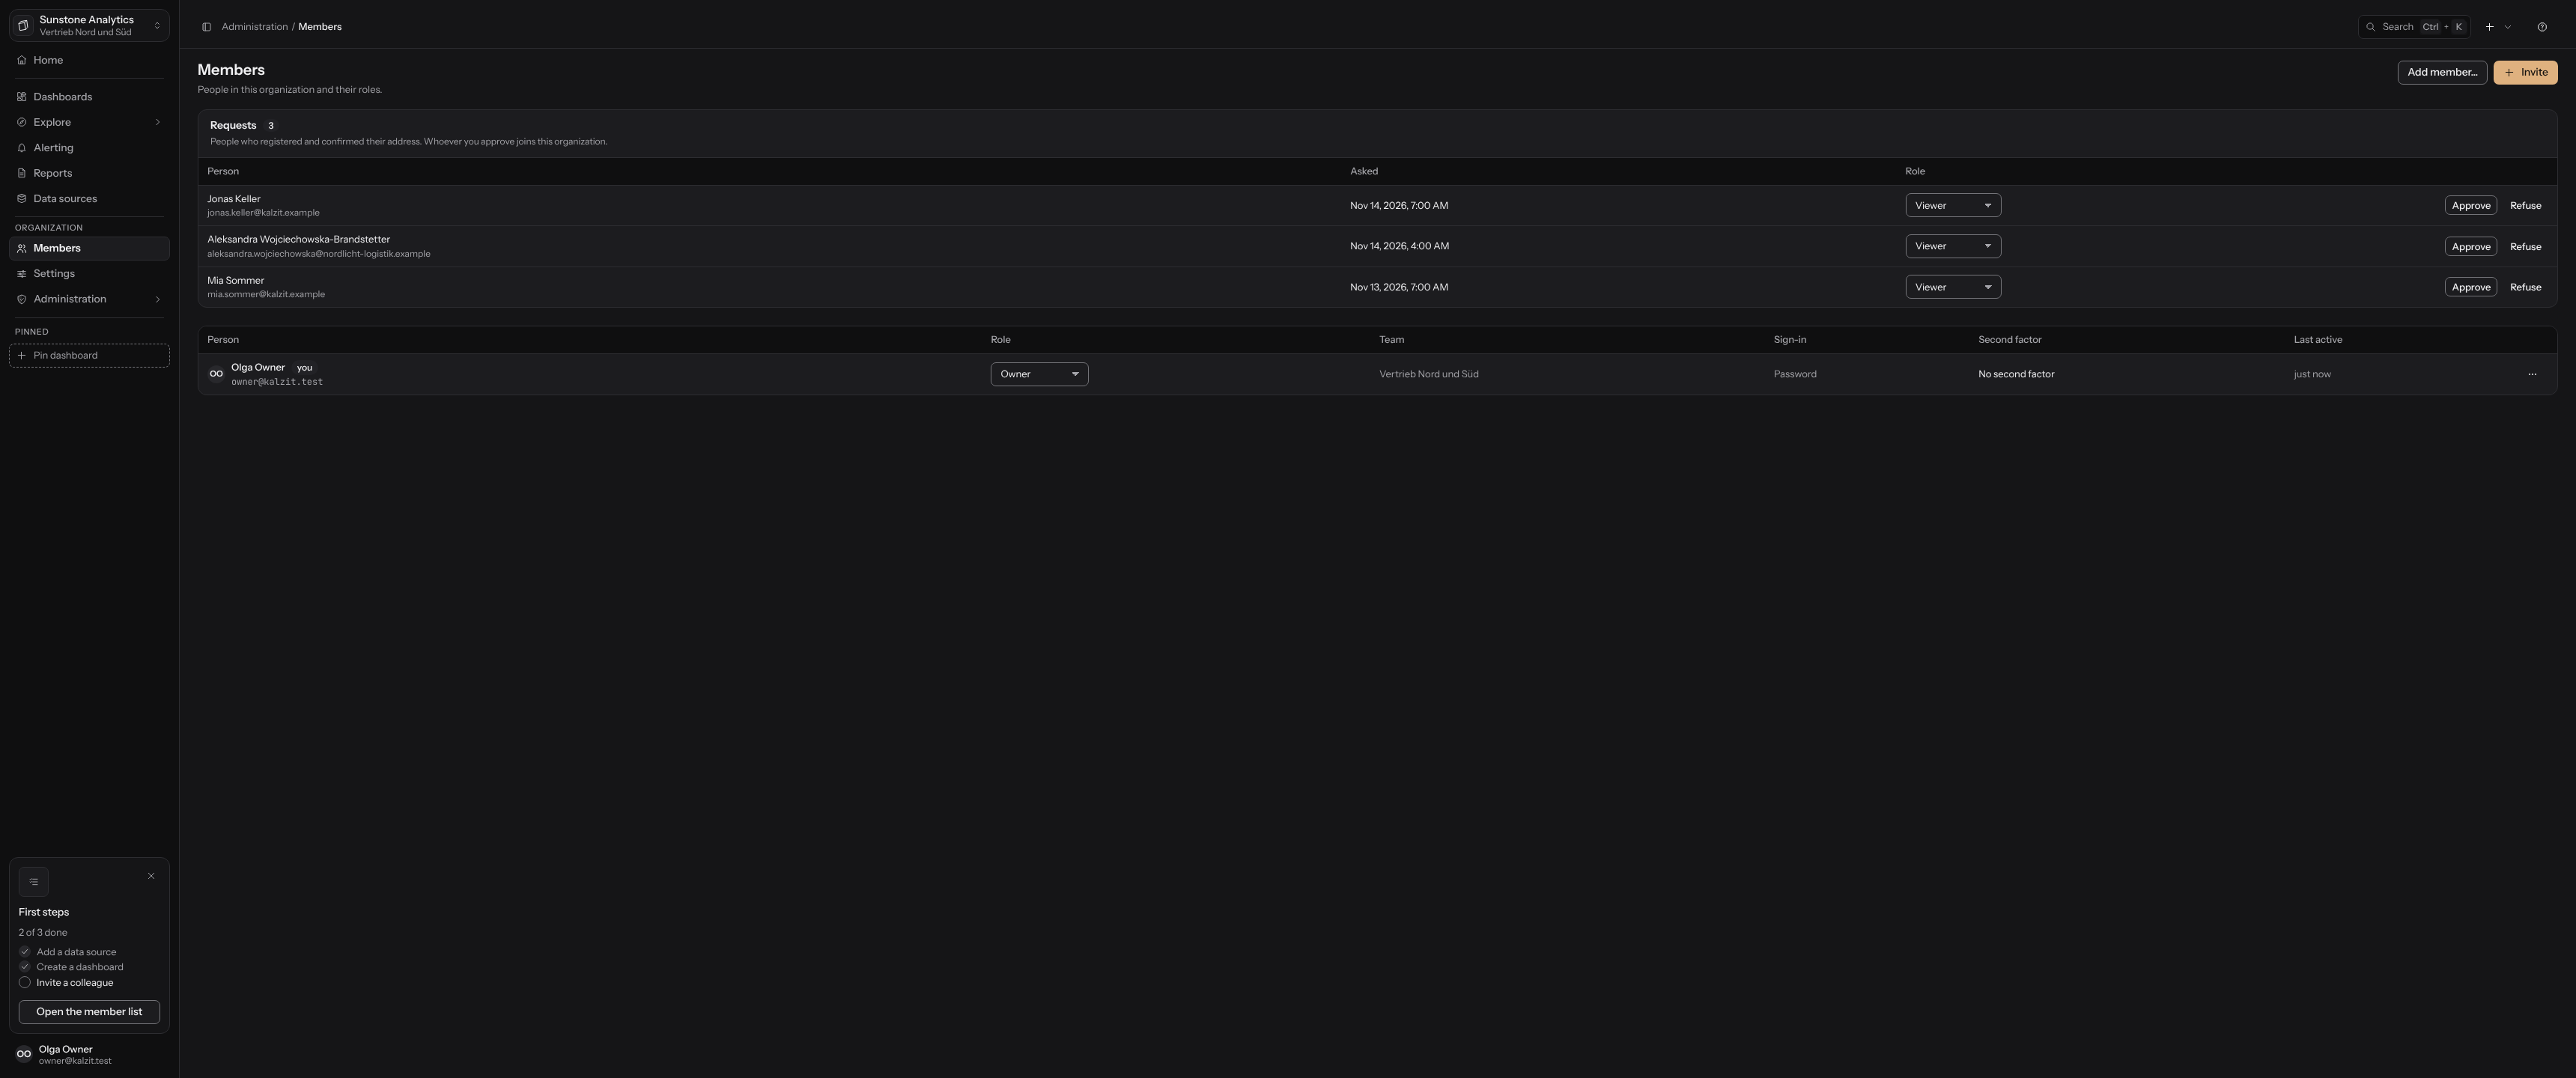 Sunstone Analytics
Vertrieb Nord und Süd
Home
Dashboards
Explore
Alerting
Reports
Data sources
ORGANIZATION
Members
Settings
Administration
PINNED
Pin dashboard
First steps
2 of 3 done
Add a data source
Create a dashboard
Invite a colleague
Open the member list
OO Olga Owner
owner@kalzit.test
Administration / Members
Search Ctrl + K
Members
People in this organization and their roles.
Add member...
Invite
Requests 3
People who registered and confirmed their address. Whoever you approve joins this organization.
Person Asked Role
Jonas Keller
jonas.keller@kalzit.example
Nov 14, 2026, 7:00 AM Viewer Approve Refuse
Aleksandra Wojciechowska-Brandstetter
aleksandra.wojciechowska@nordlicht-logistik.example
Nov 14, 2026, 4:00 AM Viewer Approve Refuse
Mia Sommer
mia.sommer@kalzit.example
Nov 13, 2026, 7:00 AM Viewer Approve Refuse
Person Role Team Sign-in Second factor Last active
OO Olga Owner you
owner@kalzit.test
Owner Vertrieb Nord und Süd Password No second factor just now